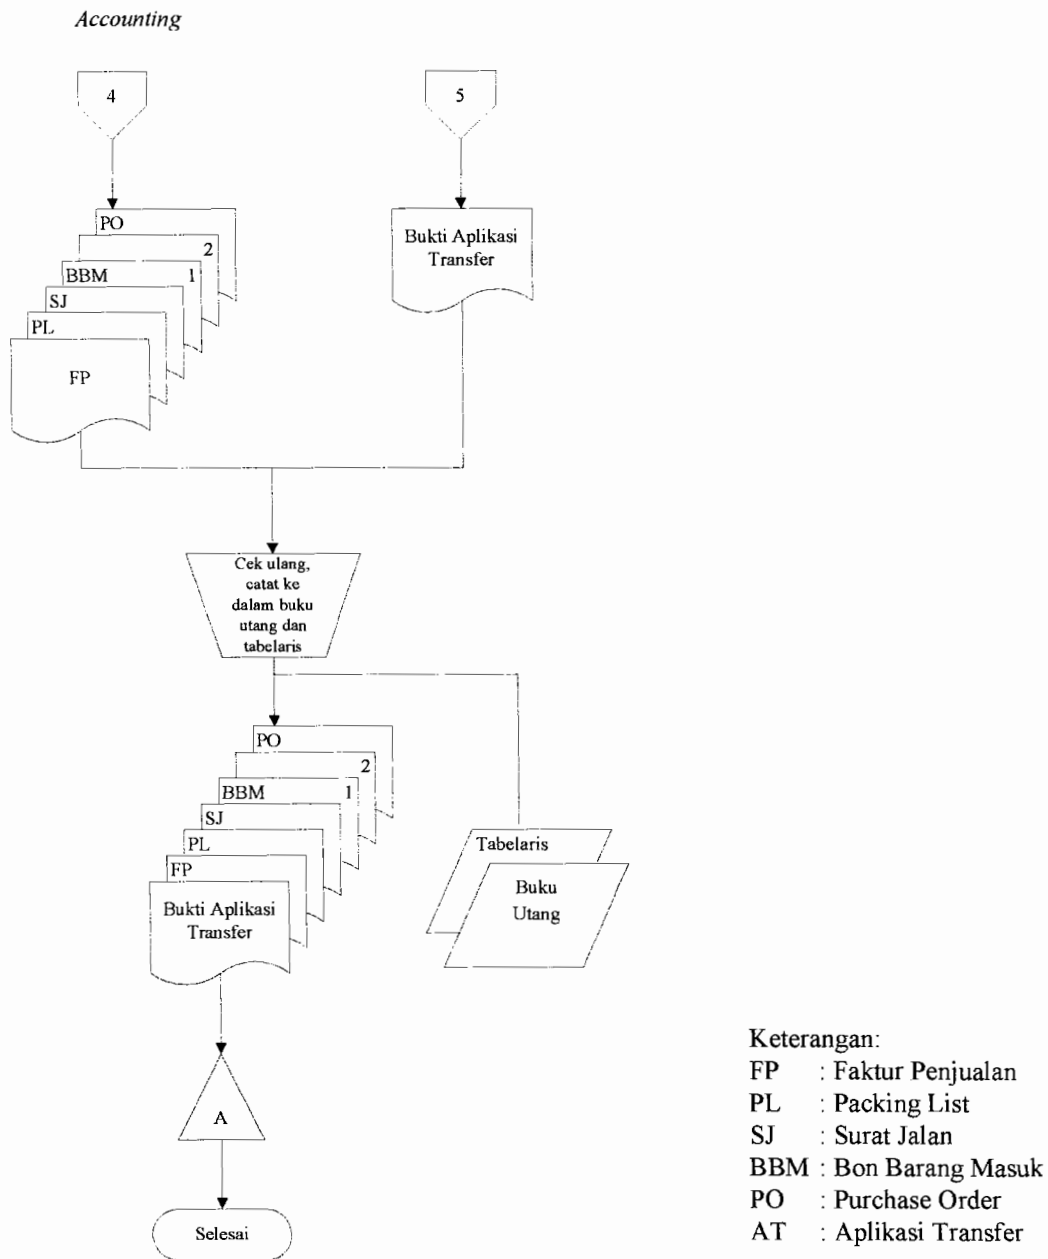 Accounting
4
5
PO
2
BBM 1
SJ
PL
FP
Bukti Aplikasi
Transfer
Cek ulang,
catat ke
dalam buku
utang dan
tabelaris
PO
2
BBM 1
SJ
PL
FP
Bukti Aplikasi
Transfer
Tabelaris
Buku
Utang
A
Selesai
Keterangan:
FP : Faktur Penjualan
PL : Packing List
SJ : Surat Jalan
BBM : Bon Barang Masuk
PO : Purchase Order
AT : Aplikasi Transfer